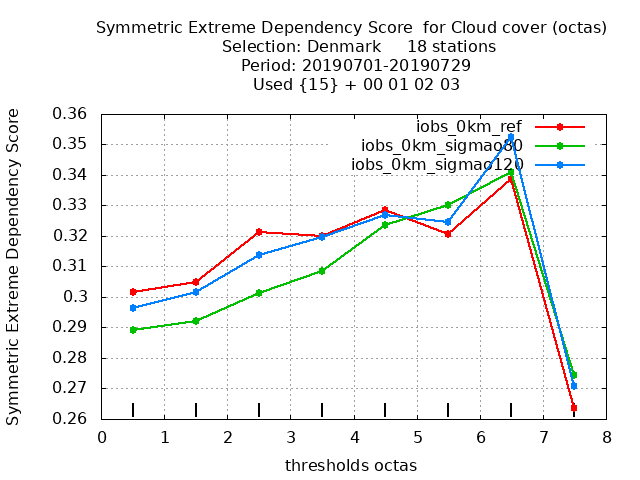 Symmetric Extreme Dependency Score  for Cloud cover (octas)
Selection: Denmark     18 stations
Period: 20190701-20190729
Used {15} + 00 01 02 03
Symmetric Extreme Dependency Score
0.36
0.35
0.34
0.33
0.32
0.31
0.3
0.29
0.28
0.27
0.26
iobs_0km_ref
iobs_0km_sigmao80
iobs_0km_sigmao120
0 1 2 3 4 5 6 7 8
thresholds octas